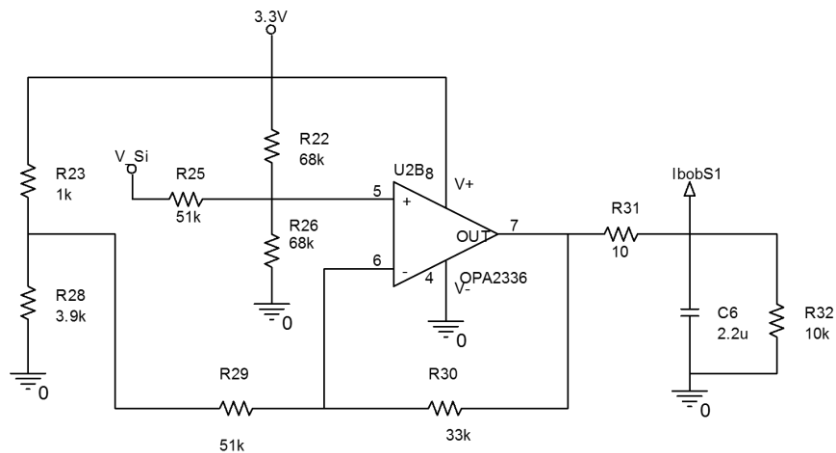 3.3V
R22
68k
V_Si
R25
51k
R23
1k
U2B
8
V+
5
+
IbobS1
R26
68k
R31
10
7
OUT
6
-
4
V-
OPA2336
R28
3.9k
0
0
0
C6
2.2u
R32
10k
0
R29
51k
R30
33k